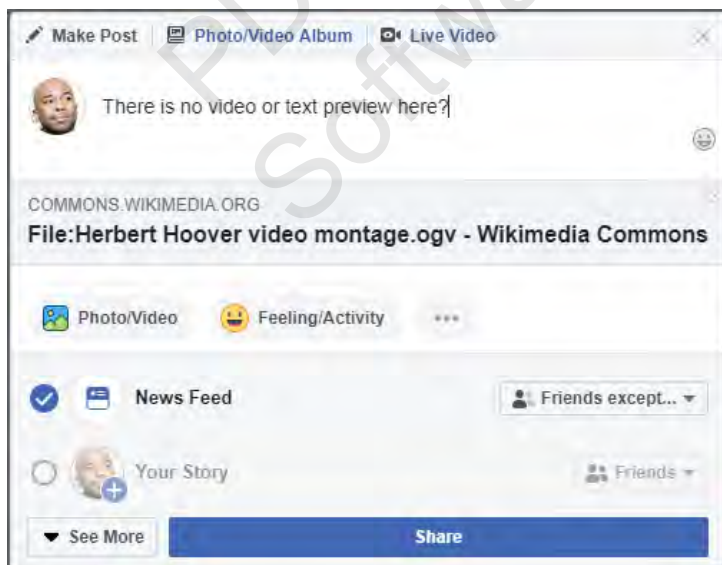 Make Post Photo/Video Album Live Video
There is no video or text preview here?
COMMONS.WIKIMEDIA.ORG
File:Herbert Hoover video montage.ogv - Wikimedia Commons
Photo/Video Feeling/Activity
News Feed Friends except...
Your Story Friends
See More Share